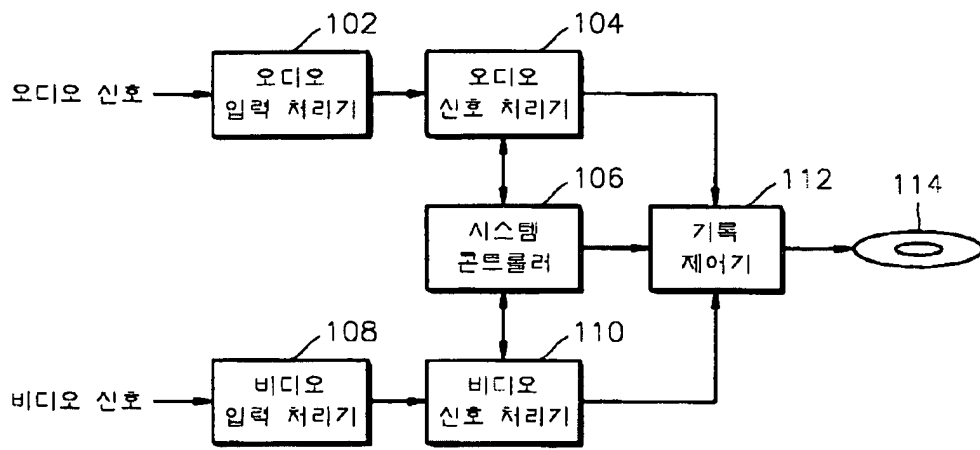 102
104
오디오 신호
오디오
입력 처리기
오디오
신호 처리기
106
112
114
시스템
콘트롤러
기록
제어기
108
110
비디오 신호
비디오
입력 처리기
비디오
신호 처리기